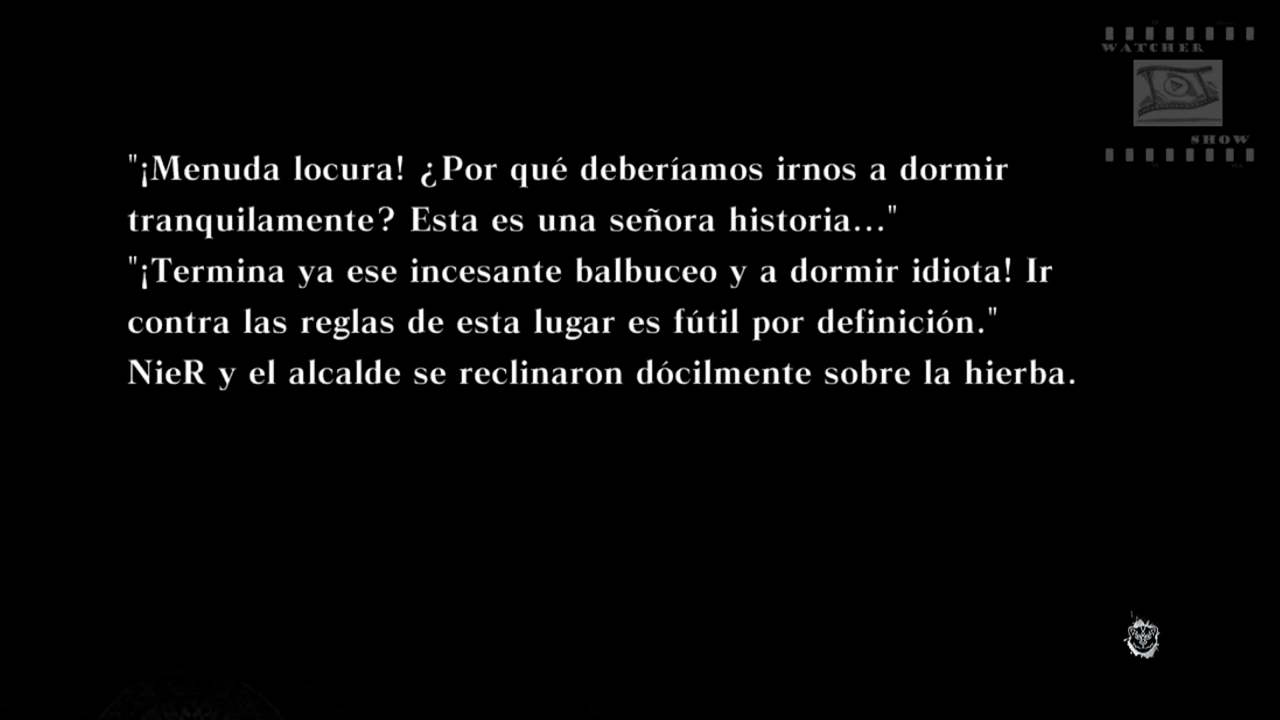 WATCHER
SHOW
"¡Menuda locura! ¿Por qué deberíamos irnos a dormir
tranquilamente? Esta es una señora historia..."
"¡Termina ya ese incesante balbuceo y a dormir idiota! Ir
contra las reglas de esta lugar es fútil por definición."
NieR y el alcalde se reclinaron dócilmente sobre la hierba.